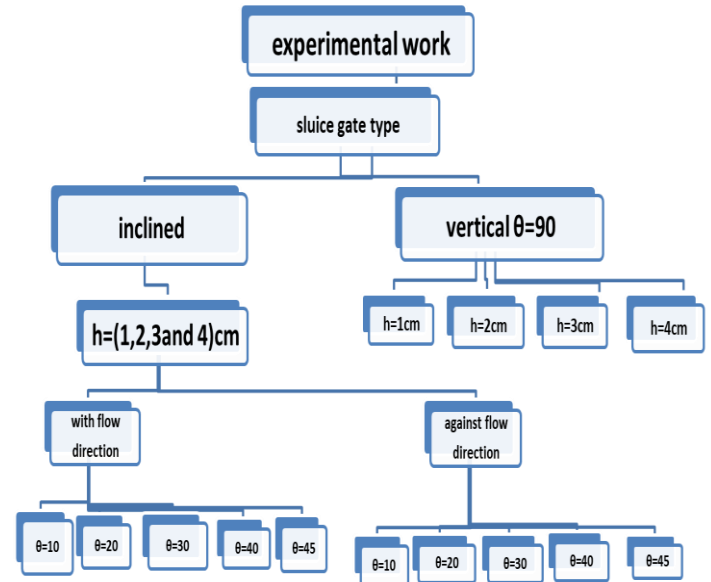 experimental work
sluice gate type
inclined
vertical θ=90
h=(1,2,3and 4)cm
h=1cm
h=2cm
h=3cm
h=4cm
with flow
direction
against flow
direction
θ=10
θ=20
θ=30
θ=40
θ=45
θ=10
θ=20
θ=30
θ=40
θ=45